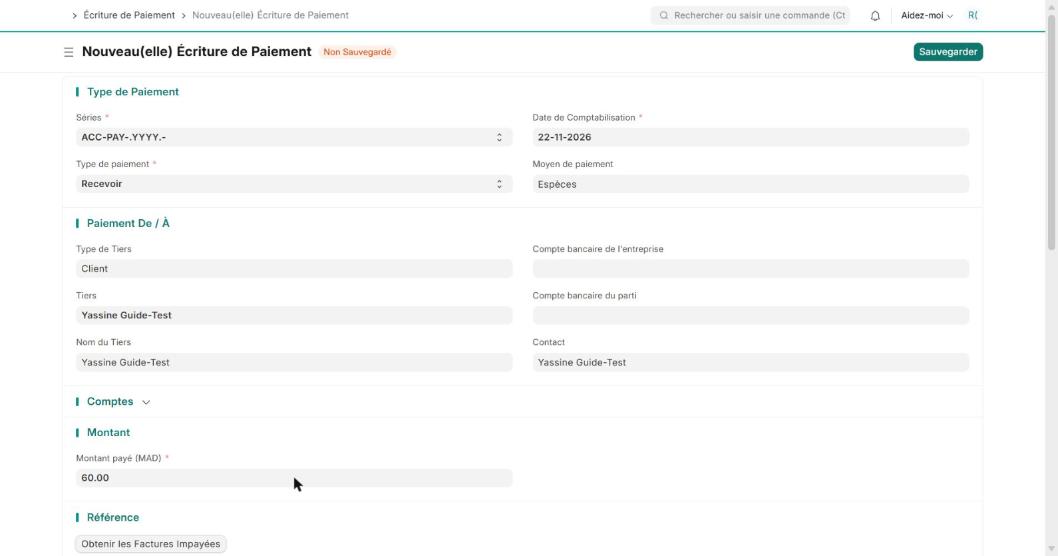 Écriture de Paiement > Nouveau(elle) Écriture de Paiement
Rechercher ou saisir une commande (Ct
Aidez-moi
R(
Nouveau(elle) Écriture de Paiement
Non Sauvegardé
Sauvegarder
Type de Paiement
Séries *
Date de Comptabilisation *
ACC-PAY-.YYYY.-
22-11-2026
Type de paiement *
Moyen de paiement
Recevoir
Espèces
Paiement De / À
Type de Tiers
Compte bancaire de l'entreprise
Client
Tiers
Compte bancaire du parti
Yassine Guide-Test
Nom du Tiers
Contact
Yassine Guide-Test
Yassine Guide-Test
Comptes
Montant
Montant payé (MAD) *
60.00
Référence
Obtenir les Factures Impayées